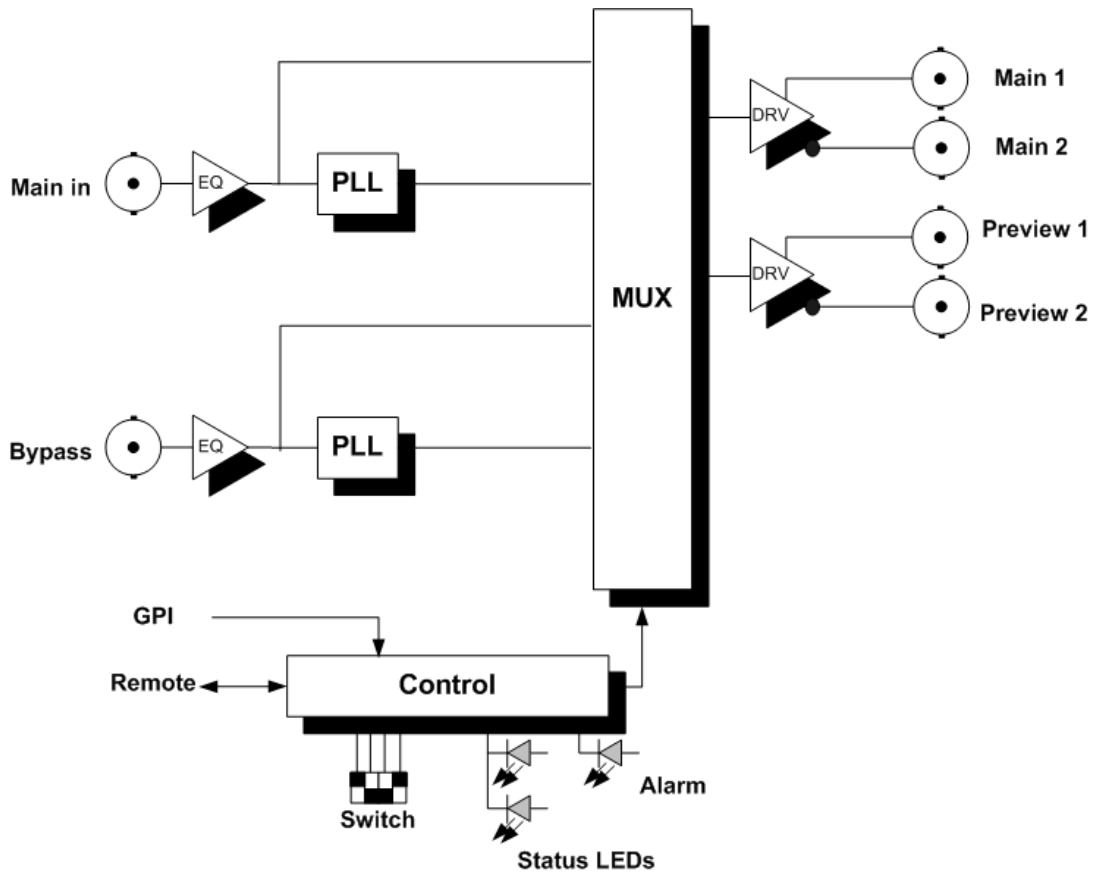 Main in
EQ
PLL
MUX
DRV
Main 1
Main 2
DRV
Preview 1
Preview 2
Bypass
EQ
PLL
GPI
Remote
Control
Switch
Alarm
Status LEDs